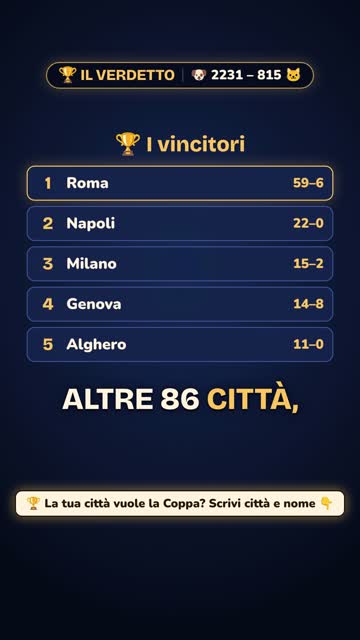 🏆 IL VERDETTO | 🐶 2231 – 815 🐱
🏆 I vincitori
1 Roma 59–6
2 Napoli 22–0
3 Milano 15–2
4 Genova 14–8
5 Alghero 11–0
ALTRE 86 CITTÀ,
🏆 La tua città vuole la Coppa? Scrivi città e nome 👇